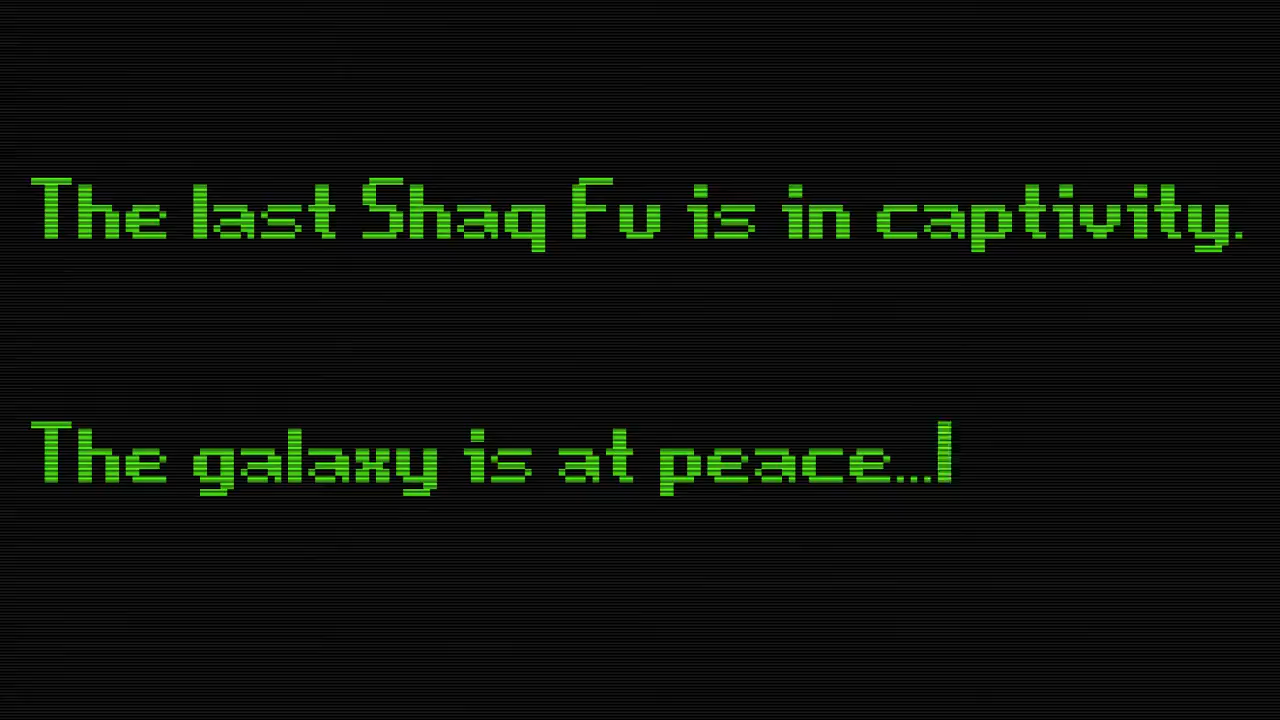 The last Shaq Fu is in captivity.
The galaxy is at peace...